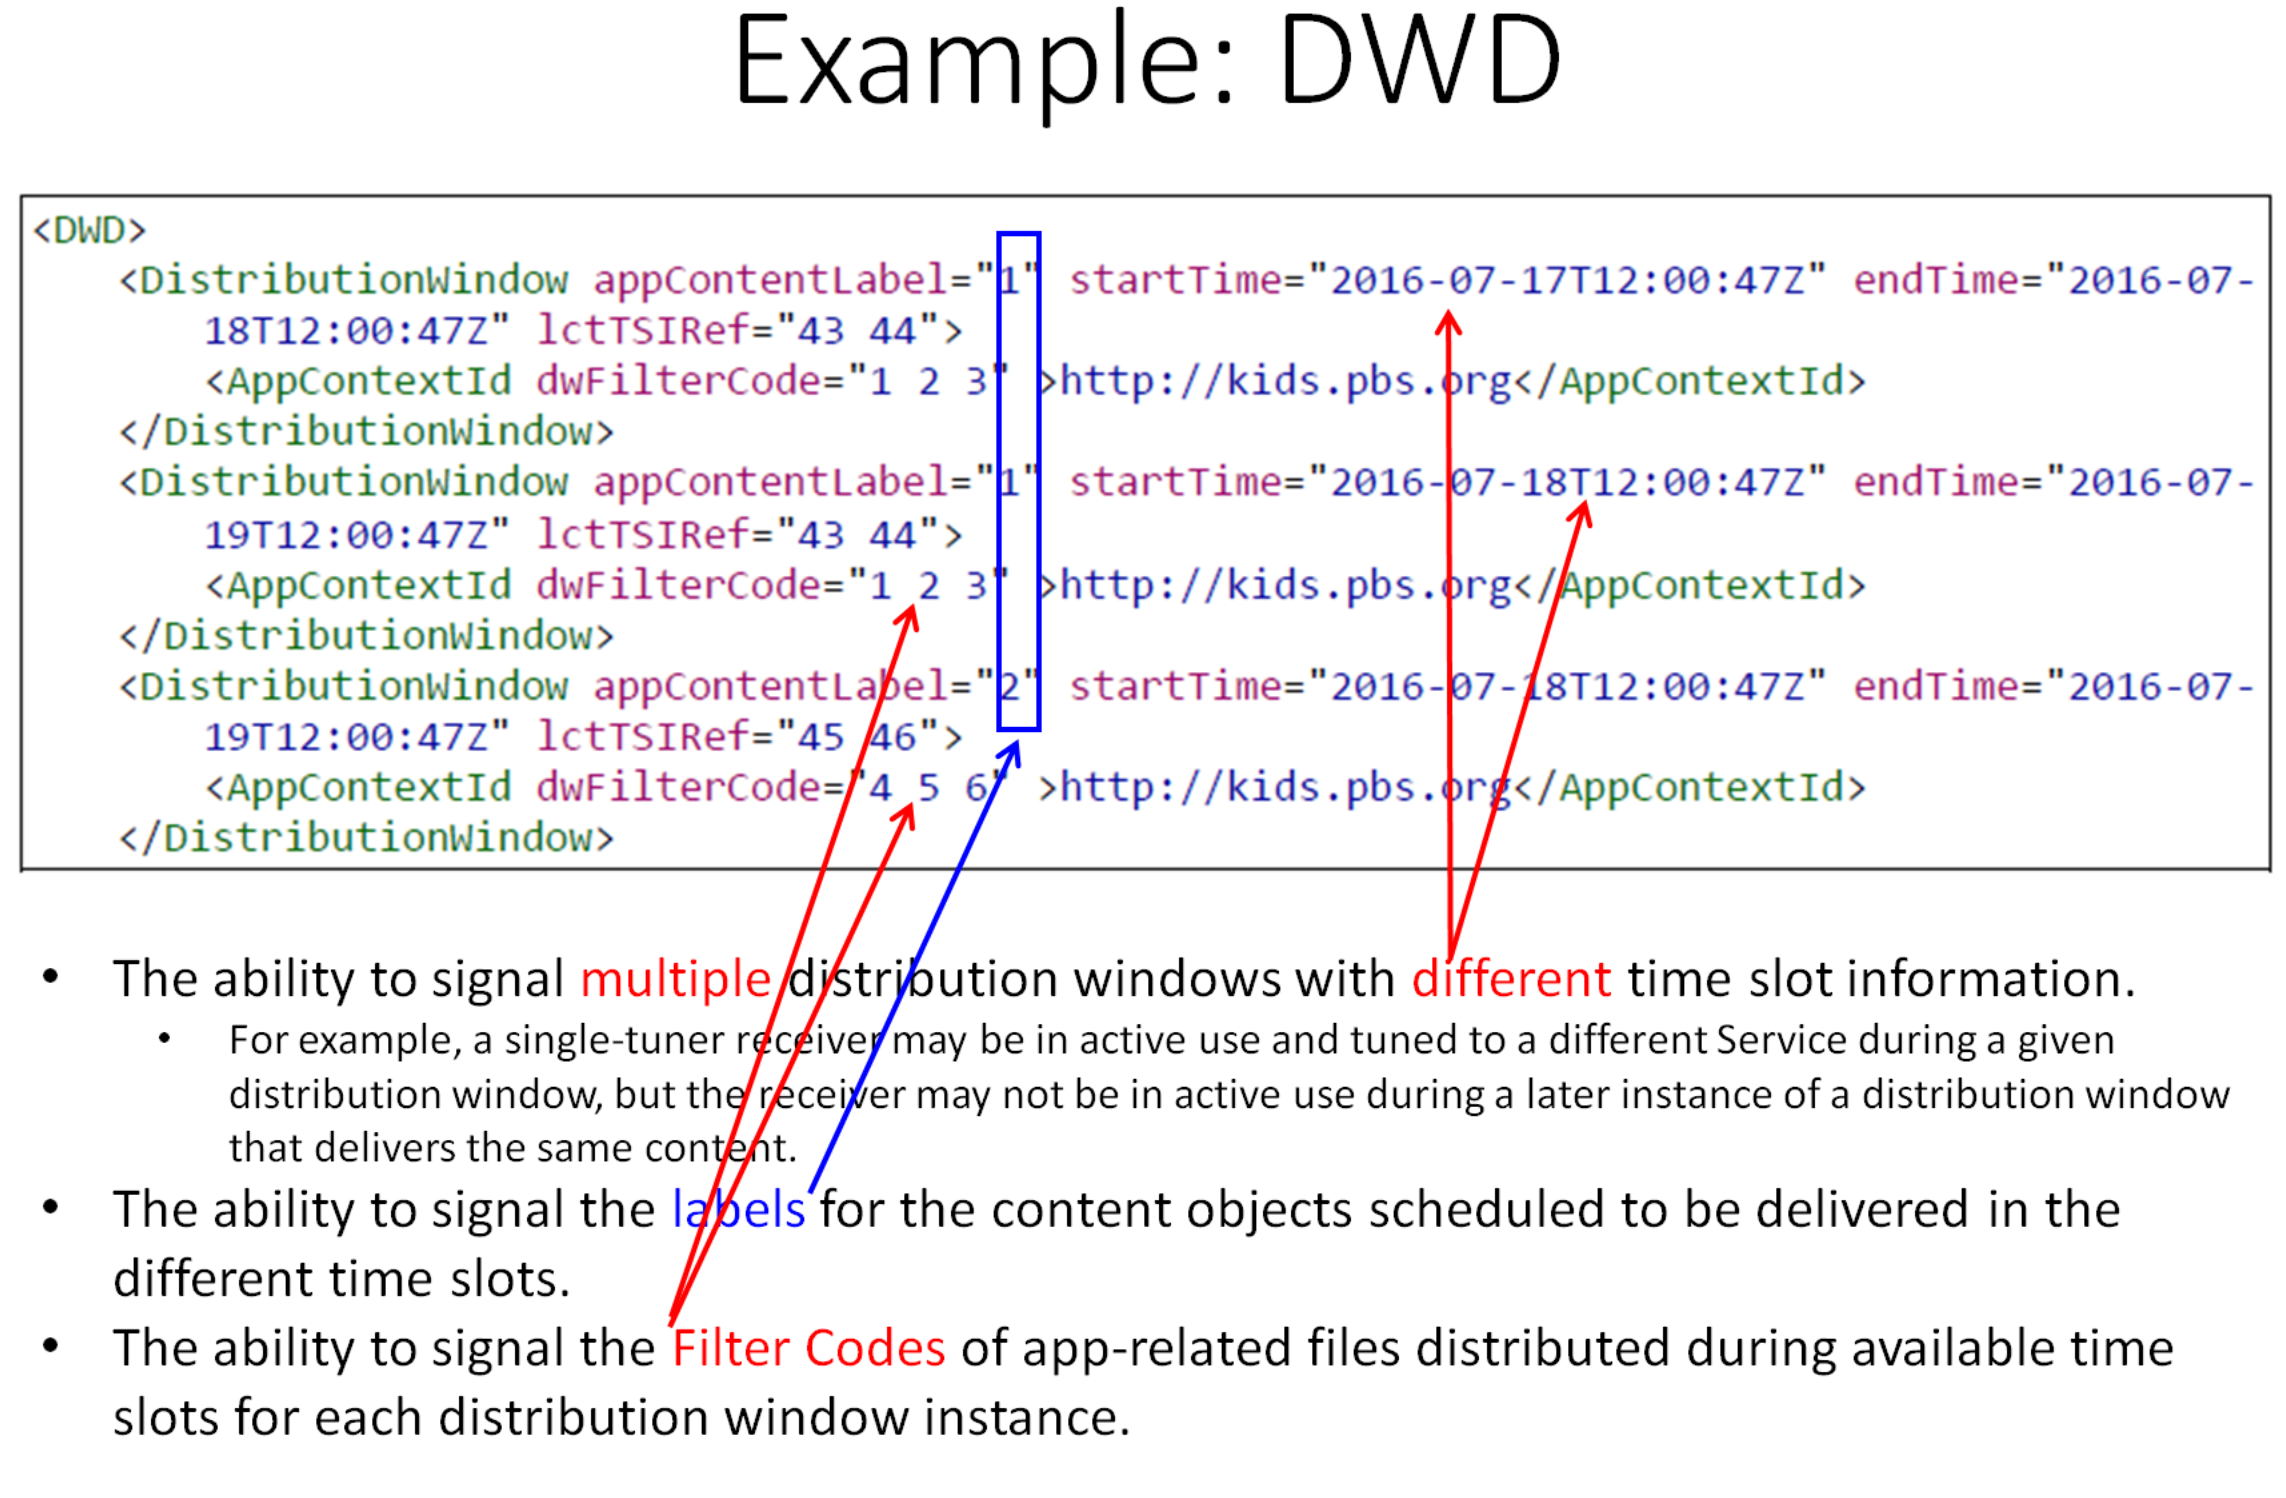 Example: DWD
<DWD>
<DistributionWindow appContentLabel="1" startTime="2016-07-17T12:00:47Z" endTime="2016-07-
18T12:00:47Z" lctTSIRef="43 44">
<AppContextId dwFilterCode="1 2 3" >http://kids.pbs.org</AppContextId>
</DistributionWindow>
<DistributionWindow appContentLabel="1" startTime="2016-07-18T12:00:47Z" endTime="2016-07-
19T12:00:47Z" lctTSIRef="43 44">
<AppContextId dwFilterCode="1 2 3" >http://kids.pbs.org</AppContextId>
</DistributionWindow>
<DistributionWindow appContentLabel="2" startTime="2016-07-18T12:00:47Z" endTime="2016-07-
19T12:00:47Z" lctTSIRef="45 46">
<AppContextId dwFilterCode="4 5 6" >http://kids.pbs.org</AppContextId>
</DistributionWindow>
• The ability to signal multiple distribution windows with different time slot information.
• For example, a single-tuner receiver may be in active use and tuned to a different Service during a given
distribution window, but the receiver may not be in active use during a later instance of a distribution window
that delivers the same content.
• The ability to signal the labels for the content objects scheduled to be delivered in the
different time slots.
• The ability to signal the Filter Codes of app-related files distributed during available time
slots for each distribution window instance.